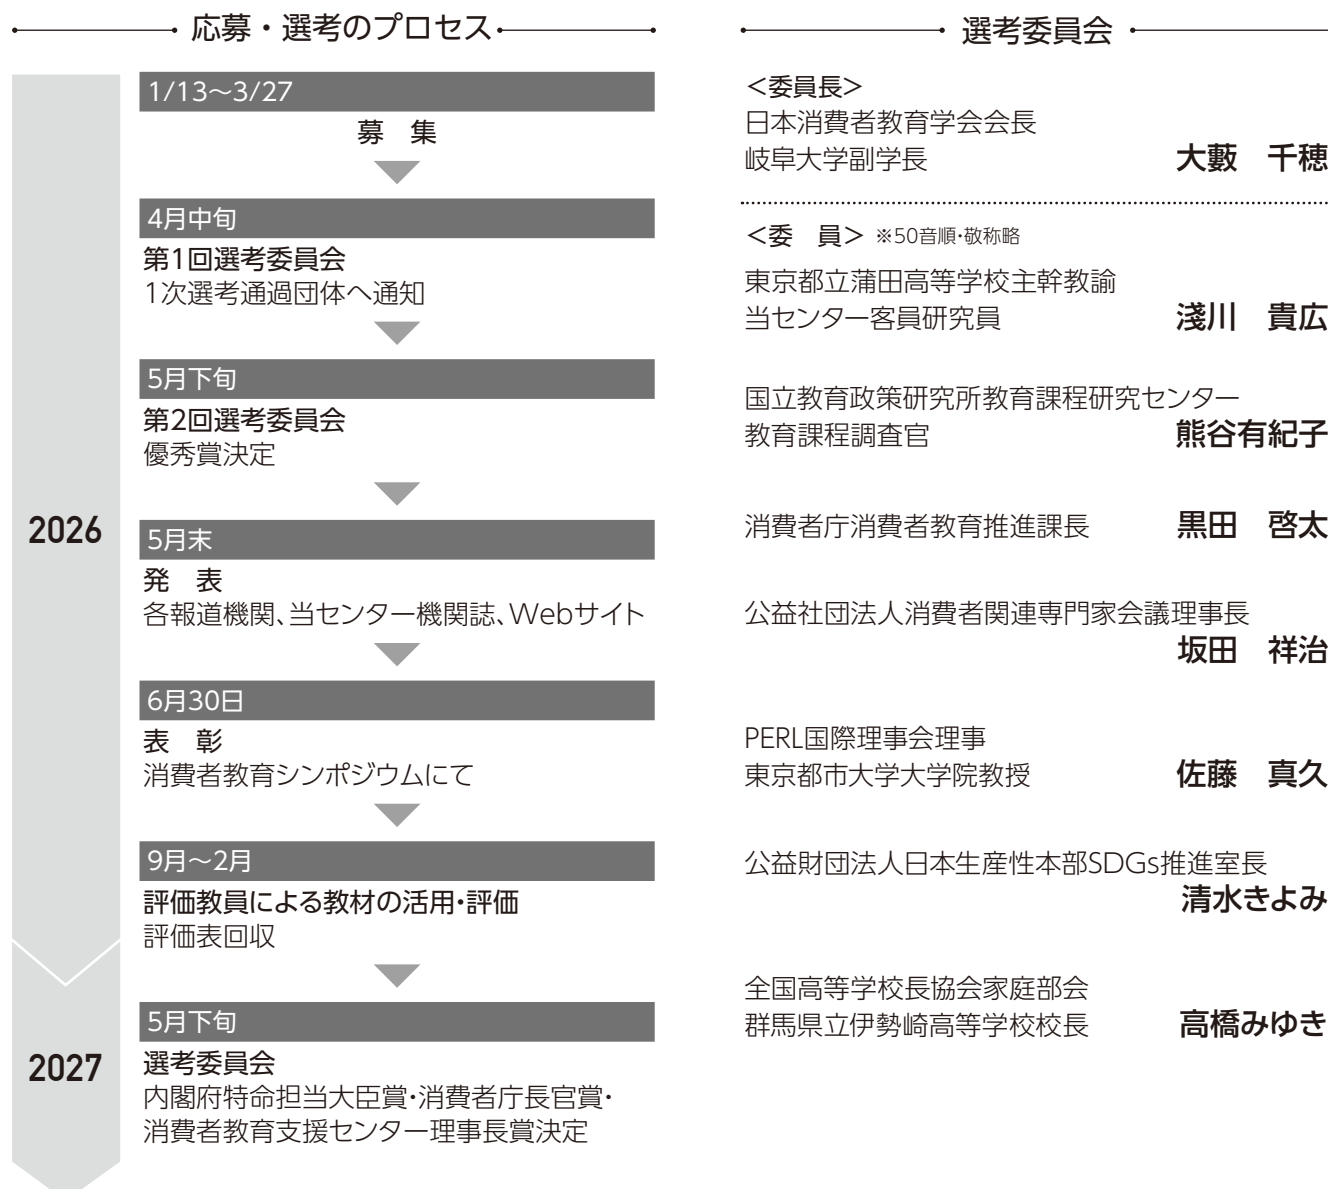 応募・選考のプロセス
2026
1/13〜3/27
募　集
4月中旬
第1回選考委員会
1次選考通過団体へ通知
5月下旬
第2回選考委員会
優秀賞決定
5月末
発　表
各報道機関、当センター機関誌、Webサイト
6月30日
表　彰
消費者教育シンポジウムにて
9月〜2月
評価教員による教材の活用・評価
評価表回収
2027
5月下旬
選考委員会
内閣府特命担当大臣賞・消費者庁長官賞・
消費者教育支援センター理事長賞決定
選考委員会
＜委員長＞
日本消費者教育学会会長
岐阜大学副学長　大藪　千穂
＜委　員＞ ※50音順・敬称略
東京都立蒲田高等学校主幹教諭
当センター客員研究員　淺川　貴広
国立教育政策研究所教育課程研究センター
教育課程調査官　熊谷有紀子
消費者庁消費者教育推進課長　黒田　啓太
公益社団法人消費者関連専門家会議理事長
坂田　祥治
PERL国際理事会理事
東京都市大学大学院教授　佐藤　真久
公益財団法人日本生産性本部SDGs推進室長
清水きよみ
全国高等学校長協会家庭部会
群馬県立伊勢崎高等学校校長　高橋みゆき